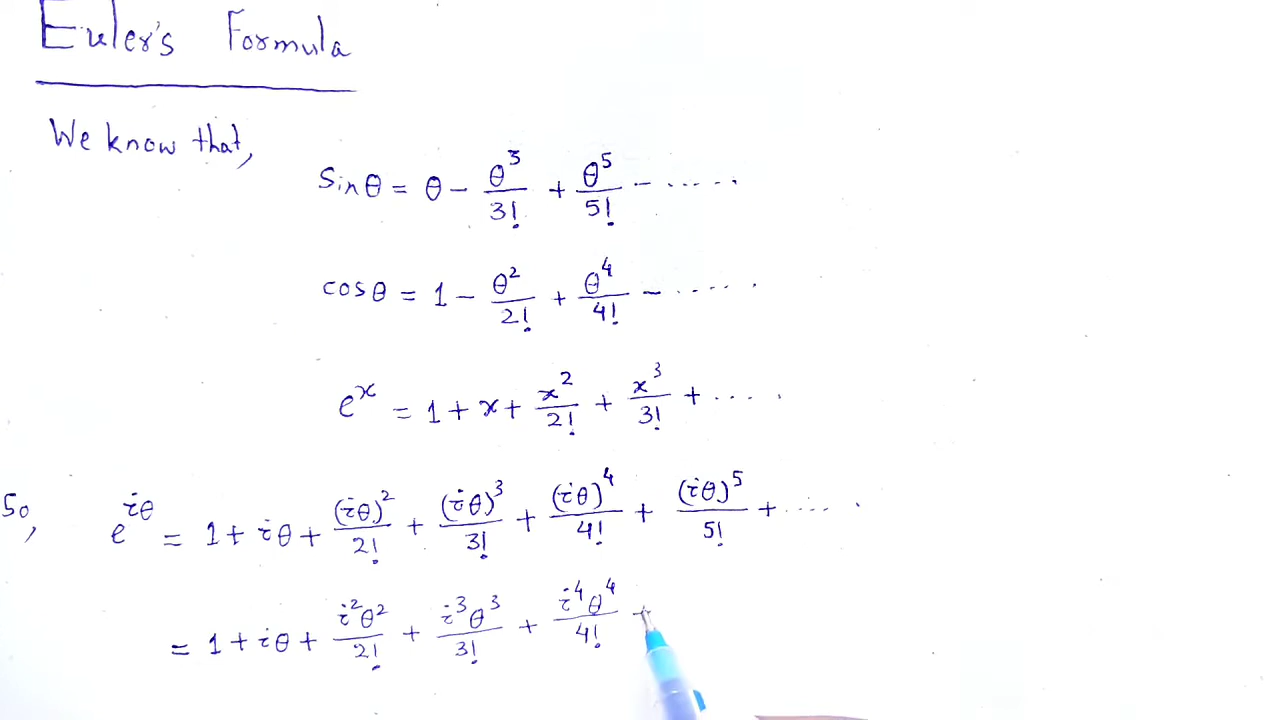 Euler's Formula
We know that,
Sinθ = θ - θ³/3! + θ⁵/5! - ......
cosθ = 1 - θ²/2! + θ⁴/4! - ......
eˣ = 1 + x + x²/2! + x³/3! + .....
So, e^iθ = 1 + iθ + (iθ)²/2! + (iθ)³/3! + (iθ)⁴/4! + (iθ)⁵/5! + .....
= 1 + iθ + i²θ²/2! + i³θ³/3! + i⁴θ⁴/4! +